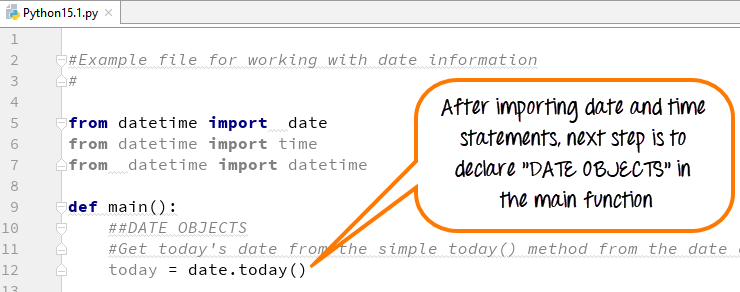 Python15.1.py
1
2 #Example file for working with date information
3 #
4
5 from datetime import date
6 from datetime import time
7 from datetime import datetime
8
9 def main():
10 ##DATE OBJECTS
11 #Get today's date from the simple today() method from the date
12 today = date.today()
After importing date and time
statements, next step is to
declare "DATE OBJECTS" in
the main function